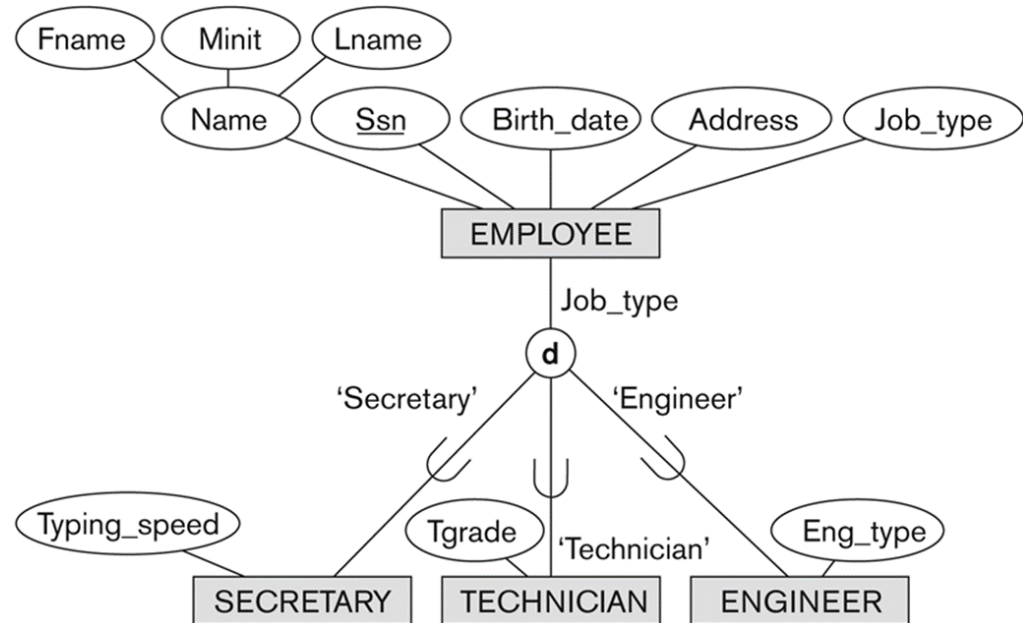 Fname
Minit
Lname
Name
Ssn
Birth_date
Address
Job_type
EMPLOYEE
Job_type
d
‘Secretary’
‘Engineer’
Typing_speed
Tgrade
‘Technician’
Eng_type
SECRETARY
TECHNICIAN
ENGINEER